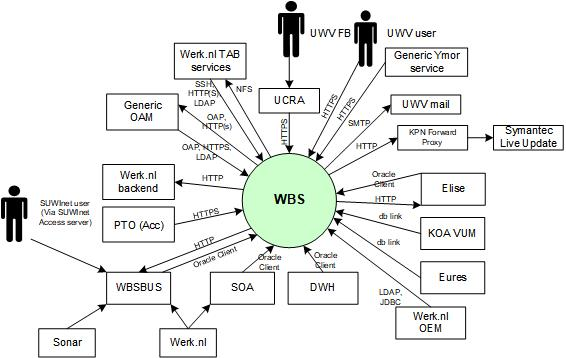 UWV FB
UWV user
Werk.nl TAB
services
Generic Ymor
service
SSH,
HTTP(S)
LDAP
NFS
UCRA
HTTPS
HTTPS
HTTPS
Generic
OAM
OAP,
HTTP(s)
UWV mail
SMTP
KPN Forward
Proxy
Symantec
Live Update
HTTP
OAP, HTTPS,
LDAP
Werk.nl
backend
HTTP
WBS
Oracle
Client
Elise
HTTP
SUWInet user
(Via SUWInet
Access server)
PTO (Acc)
HTTPS
db link
KOA VUM
HTTP
Oracle Client
db link
Eures
Oracle
Client
Oracle
Client
WBSBUS
SOA
DWH
LDAP,
JDBC
Werk.nl
OEM
Sonar
Werk.nl